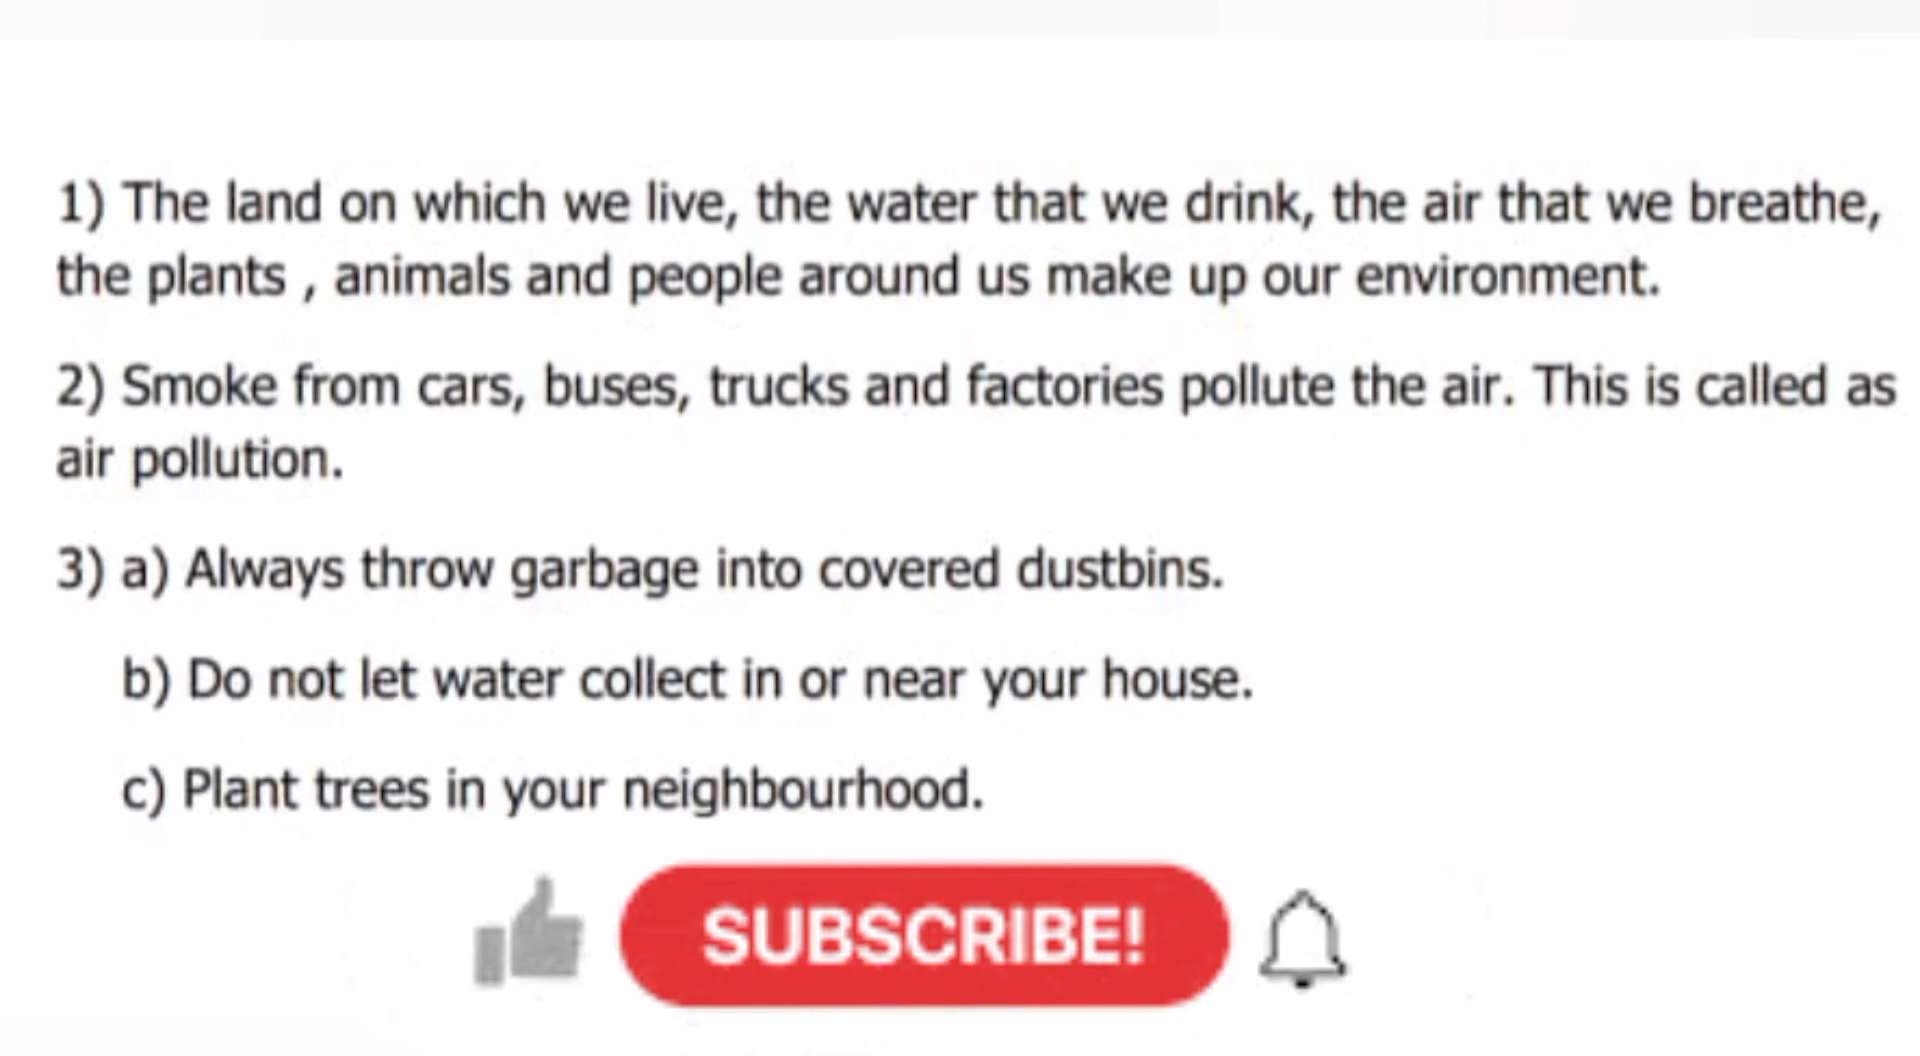 1) The land on which we live, the water that we drink, the air that we breathe,
the plants , animals and people around us make up our environment.
2) Smoke from cars, buses, trucks and factories pollute the air. This is called as
air pollution.
3) a) Always throw garbage into covered dustbins.
b) Do not let water collect in or near your house.
c) Plant trees in your neighbourhood.
SUBSCRIBE!